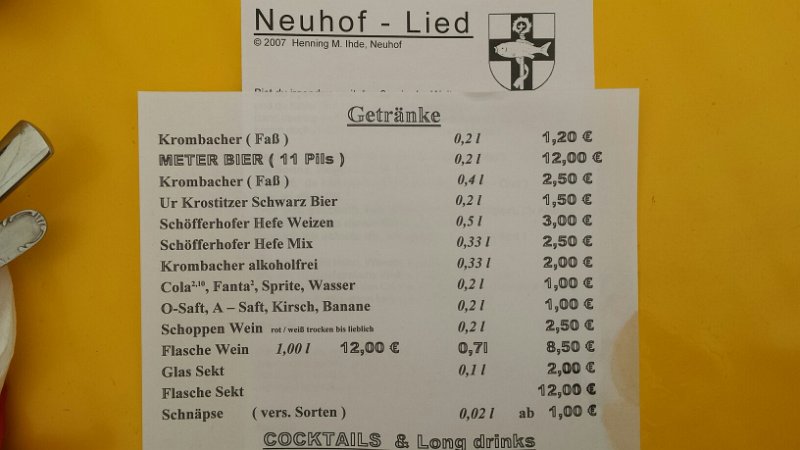 Neuhof - Lied
© 2007 Henning M. Ihde, Neuhof
Getränke
Krombacher ( Faß ) 0,2 l 1,20 €
METER BIER ( 11 Pils ) 0,2 l 12,00 €
Krombacher ( Faß ) 0,4 l 2,50 €
Ur Krostitzer Schwarz Bier 0,2 l 1,50 €
Schöfferhofer Hefe Weizen 0,5 l 3,00 €
Schöfferhofer Hefe Mix 0,33 l 2,50 €
Krombacher alkoholfrei 0,33 l 2,00 €
Cola²,¹⁰, Fanta², Sprite, Wasser 0,2 l 1,00 €
O-Saft, A – Saft, Kirsch, Banane 0,2 l 1,00 €
Schoppen Wein rot / weiß trocken bis lieblich 0,2 l 2,50 €
Flasche Wein 1,00 l 12,00 € 0,7l 8,50 €
Glas Sekt 0,1 l 2,00 €
Flasche Sekt 12,00 €
Schnäpse ( vers. Sorten ) 0,02 l ab 1,00 €
COCKTAILS & Long drinks